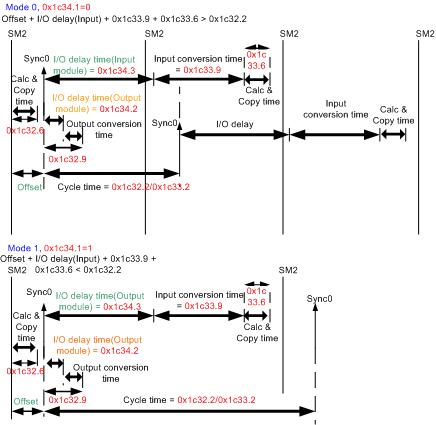 Mode 0, 0x1c34.1=0
Offset + I/O delay(Input) + 0x1c33.9 + 0x1c33.6 > 0x1c32.2
SM2 SM2 SM2 SM2
Sync0
I/O delay time(Input module) = 0x1c34.3
Input conversion time = 0x1c33.9
0x1c33.6
Calc & Copy time
Calc & Copy time
I/O delay time(Output module) = 0x1c34.2
0x1c32.6
Output conversion time
0x1c32.9
Sync0
I/O delay
Input conversion time
Calc & Copy time
Offset
Cycle time = 0x1c32.2/0x1c33.2
Mode 1, 0x1c34.1=1
Offset + I/O delay(Input) + 0x1c33.9 +
0x1c33.6 < 0x1c32.2
SM2 SM2
Sync0
Sync0
I/O delay time(Output module) = 0x1c34.3
Input conversion time = 0x1c33.9
0x1c33.6
Calc & Copy time
Calc & Copy time
I/O delay time(Output module) = 0x1c34.2
0x1c32.6
Output conversion time
0x1c32.9
Offset
Cycle time = 0x1c32.2/0x1c33.2